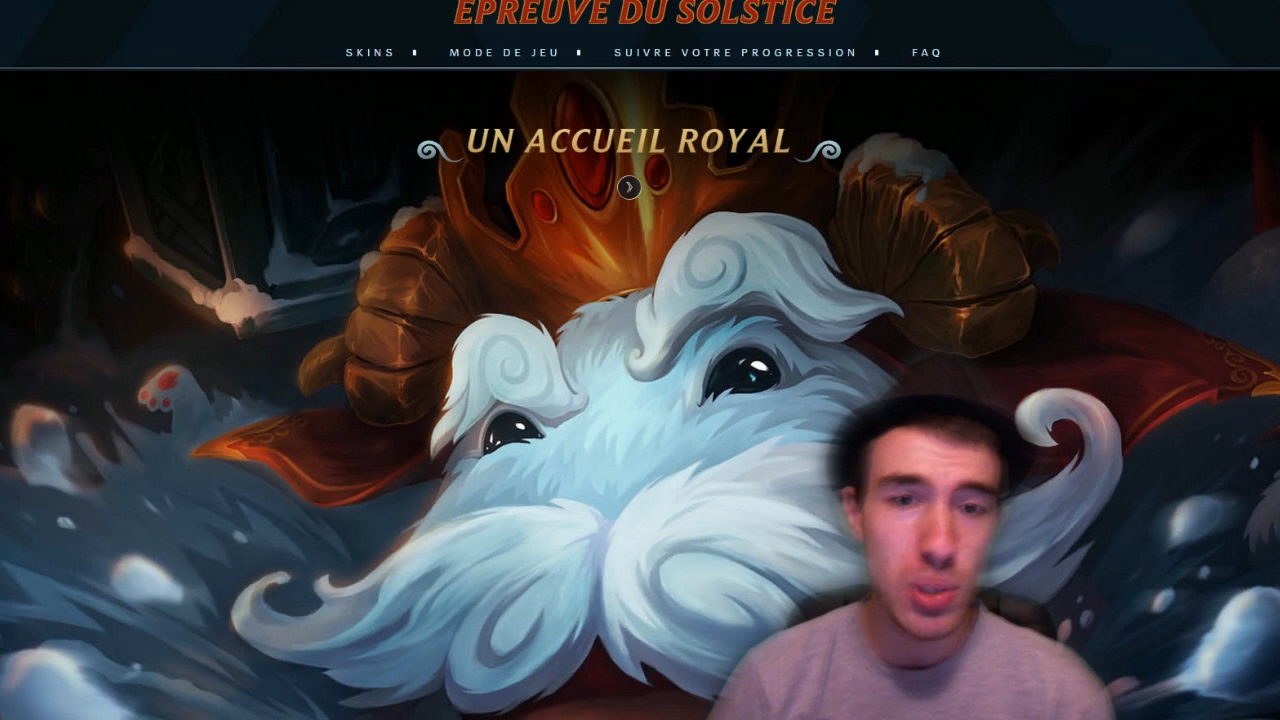 EPREUVE DU SOLSTICE
SKINS MODE DE JEU SUIVRE VOTRE PROGRESSION FAQ
UN ACCUEIL ROYAL